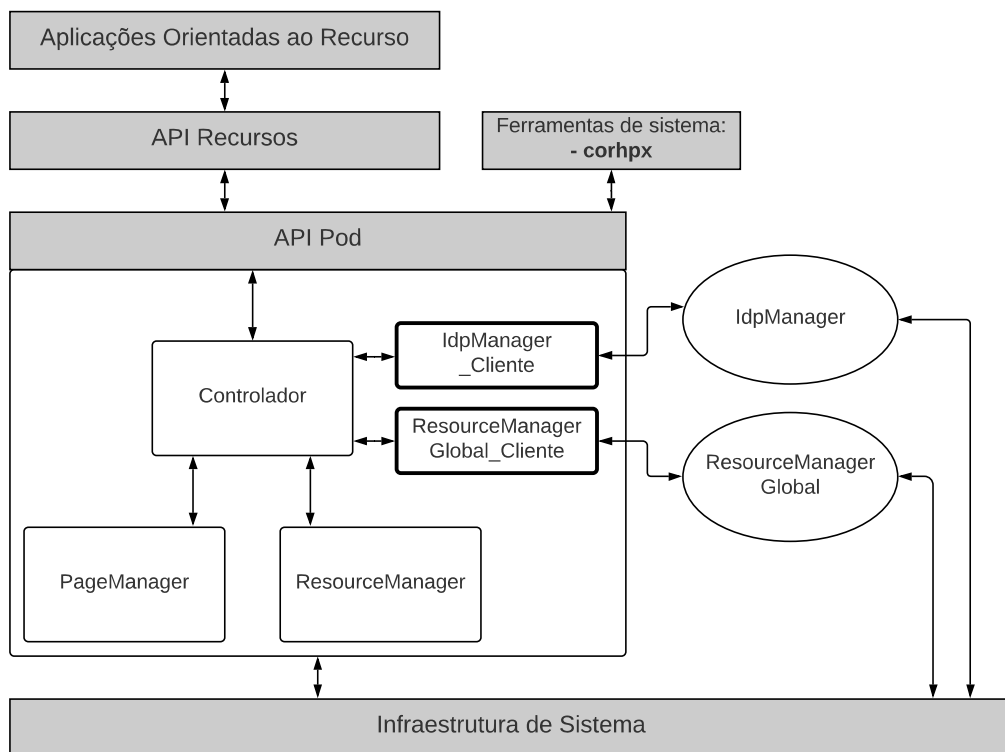 Aplicações Orientadas ao Recurso
API Recursos
Ferramentas de sistema:
- corhpx
API Pod
IdpManager
_Cliente
IdpManager
Controlador
ResourceManager
Global_Cliente
ResourceManager
Global
PageManager
ResourceManager
Infraestrutura de Sistema